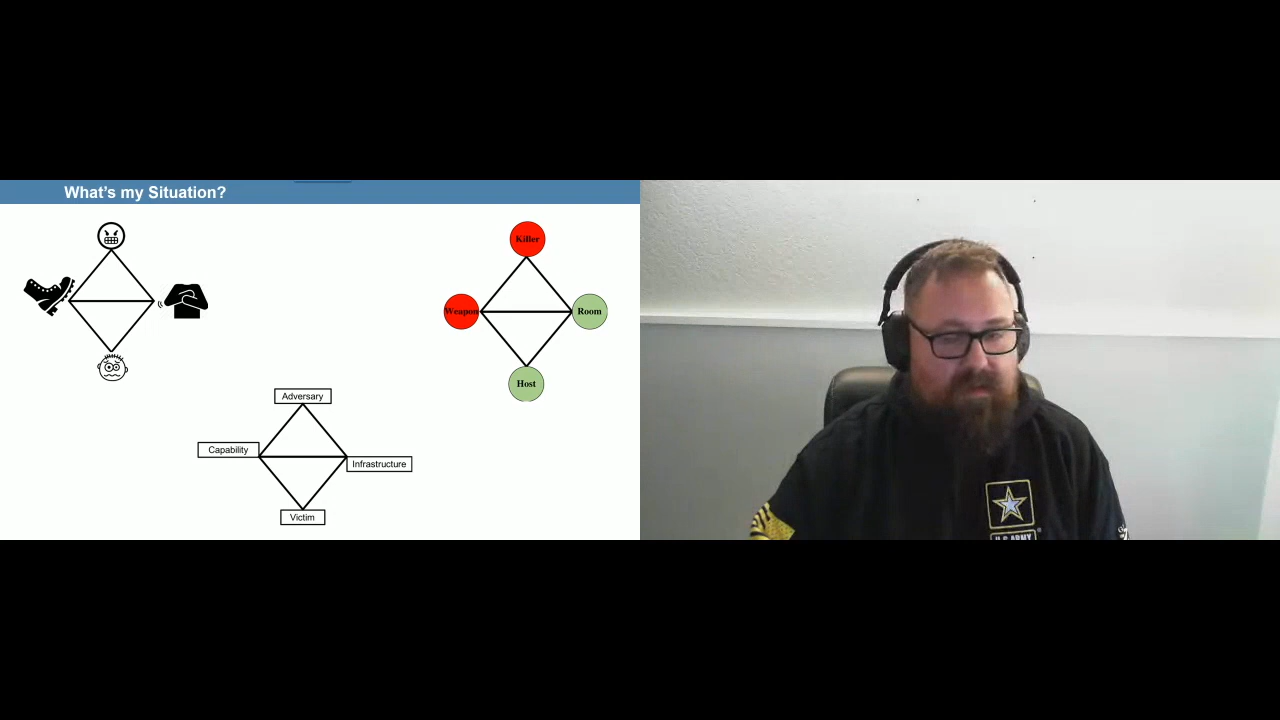 What's my Situation?
Killer
Weapon
Room
Host
Adversary
Capability
Infrastructure
Victim
U.S. ARMY